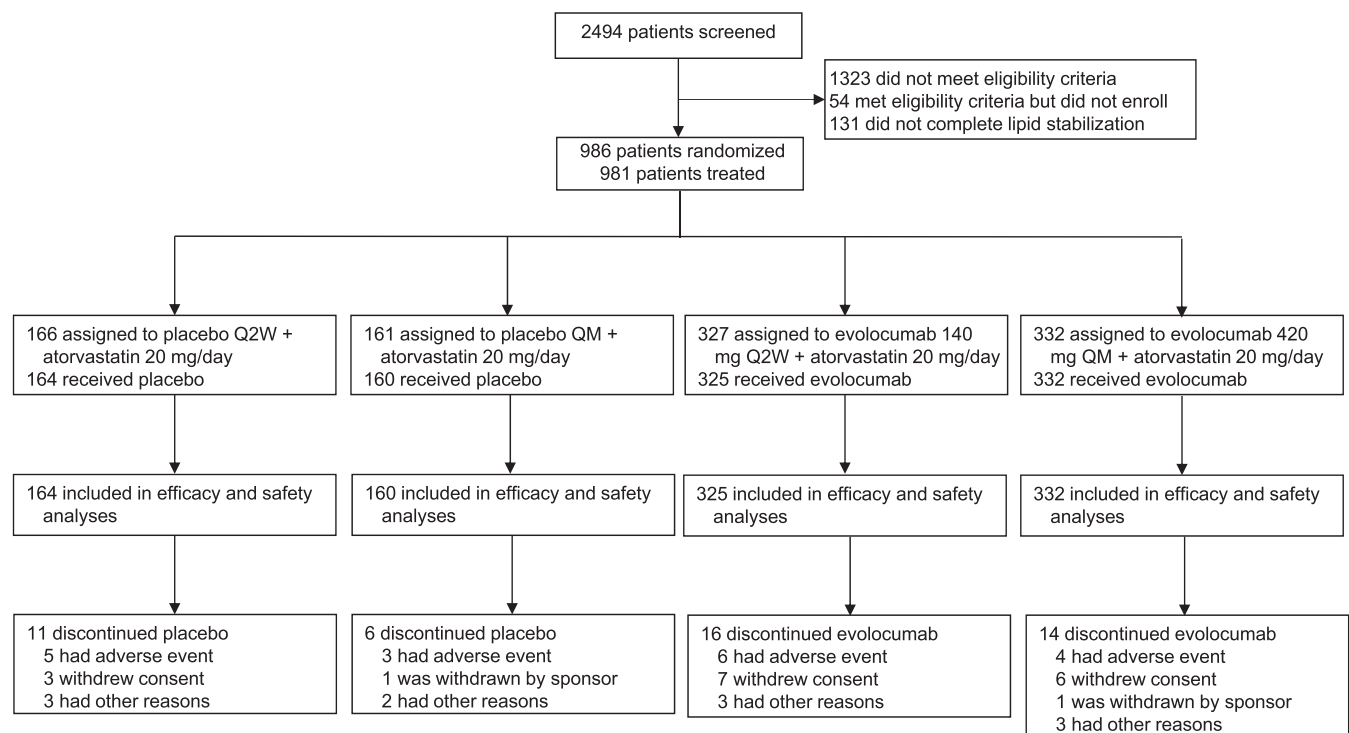 2494 patients screened
1323 did not meet eligibility criteria
54 met eligibility criteria but did not enroll
131 did not complete lipid stabilization
986 patients randomized
981 patients treated
166 assigned to placebo Q2W +
atorvastatin 20 mg/day
164 received placebo
161 assigned to placebo QM +
atorvastatin 20 mg/day
160 received placebo
327 assigned to evolocumab 140
mg Q2W + atorvastatin 20 mg/day
325 received evolocumab
332 assigned to evolocumab 420
mg QM + atorvastatin 20 mg/day
332 received evolocumab
164 included in efficacy and safety
analyses
160 included in efficacy and safety
analyses
325 included in efficacy and safety
analyses
332 included in efficacy and safety
analyses
11 discontinued placebo
5 had adverse event
3 withdrew consent
3 had other reasons
6 discontinued placebo
3 had adverse event
1 was withdrawn by sponsor
2 had other reasons
16 discontinued evolocumab
6 had adverse event
7 withdrew consent
3 had other reasons
14 discontinued evolocumab
4 had adverse event
6 withdrew consent
1 was withdrawn by sponsor
3 had other reasons